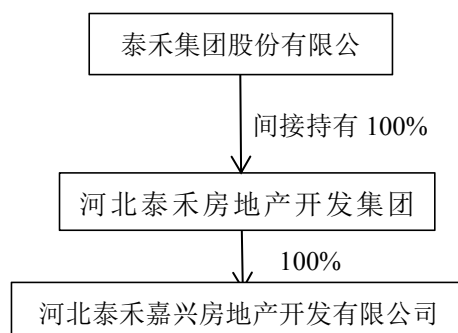 泰禾集团股份有限公
间接持有 100%
河北泰禾房地产开发集团
100%
河北泰禾嘉兴房地产开发有限公司